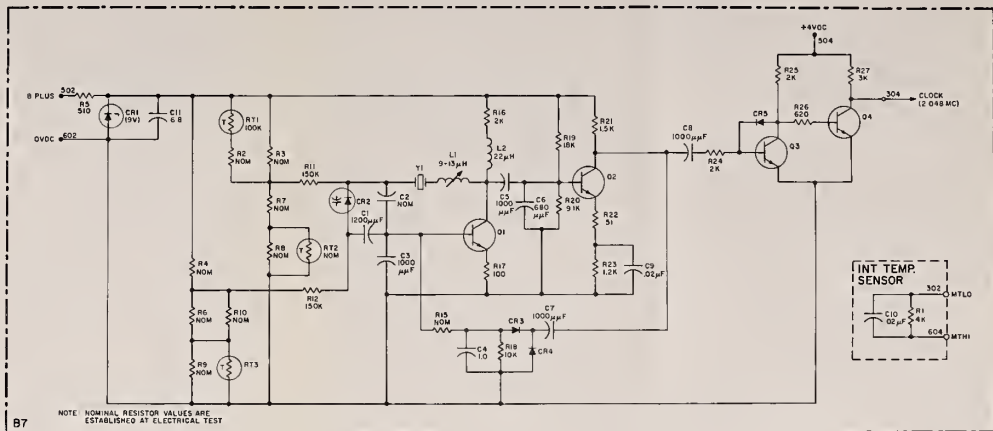 +4VDC
504
B PLUS
502
R5
510
CR1
(9V)
C11
6.8
0VDC
602
RT1
100K
R2
NOM
R3
NOM
R11
150K
R7
NOM
R8
NOM
RT2
NOM
R4
NOM
R6
NOM
R10
NOM
R9
NOM
RT3
R12
150K
CR2
C1
1200μμF
C2
NOM
C3
1000
μμF
Y1
L1
9-13μH
R16
2K
L2
22μH
Q1
R17
100
C5
1000
μμF
C6
680
μμF
R19
18K
R20
9.1K
R21
1.5K
Q2
R22
51
R23
1.2K
C9
.02μF
R15
NOM
C4
1.0
R18
10K
CR3
CR4
C7
1000μμF
C8
1000μμF
R24
2K
R25
2K
CR5
R26
620
Q3
R27
3K
Q4
304
CLOCK
(2.048 MC)
INT TEMP.
SENSOR
C10
.02μF
R1
4K
302
MTLO
604
MTHI
NOTE: NOMINAL RESISTOR VALUES ARE
ESTABLISHED AT ELECTRICAL TEST
B7